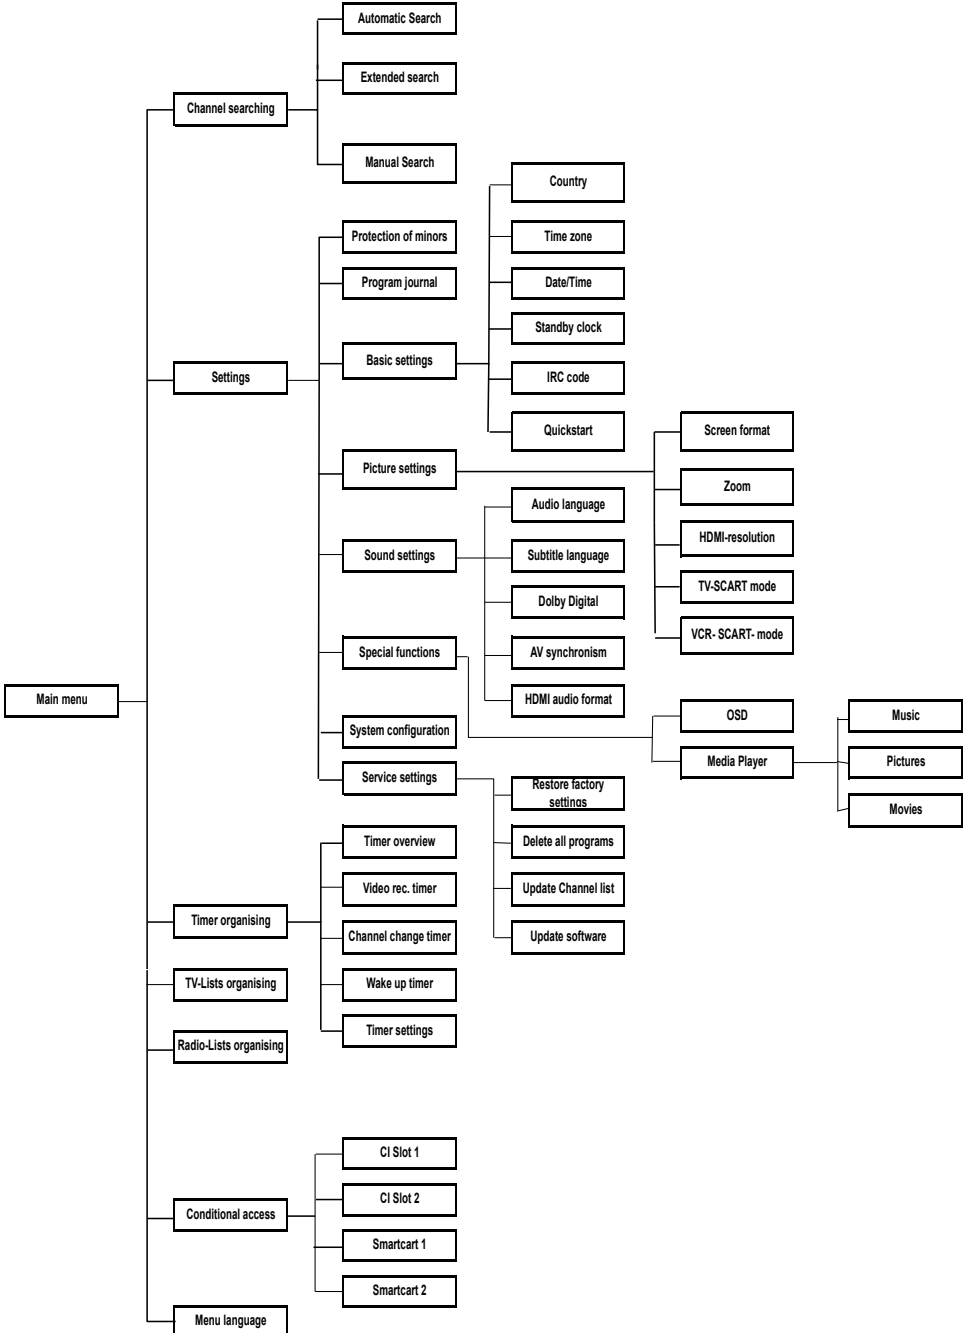 Automatic Search
Extended search
Channel searching
Manual Search
Country
Protection of minors
Time zone
Program journal
Date/Time
Standby clock
Basic settings
Settings
IRC code
Quickstart
Screen format
Picture settings
Zoom
Audio language
HDMI-resolution
Sound settings
Subtitle language
TV-SCART mode
Dolby Digital
VCR- SCART- mode
Special functions
AV synchronism
Main menu
HDMI audio format
OSD
Music
System configuration
Media Player
Pictures
Service settings
Restore factory
settings
Movies
Timer overview
Delete all programs
Video rec. timer
Update Channel list
Timer organising
Channel change timer
Update software
TV-Lists organising
Wake up timer
Timer settings
Radio-Lists organising
CI Slot 1
CI Slot 2
Conditional access
Smartcart 1
Smartcart 2
Menu language